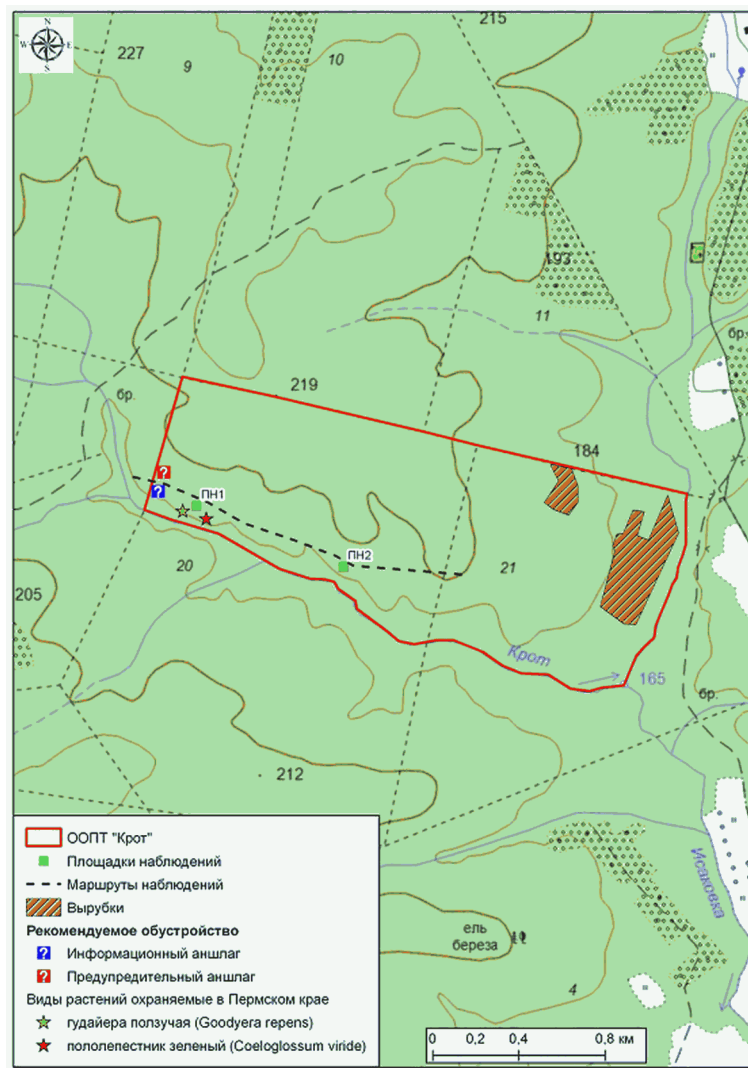 N
W E
S
215
227
9
10
193
11
бр.
219
бр.
184
ПН1
ПН2
20
21
205
Крот
165
бр.
212
Исаковка
ель
береза
4
ООПТ "Крот"
Площадки наблюдений
Маршруты наблюдений
Вырубки
Рекомендуемое обустройство
? Информационный аншлаг
? Предупредительный аншлаг
Виды растений охраняемые в Пермском крае
гудайера ползучая (Goodyera repens)
пололепестник зеленый (Coeloglossum viride)
0 0,2 0,4 0,8 км